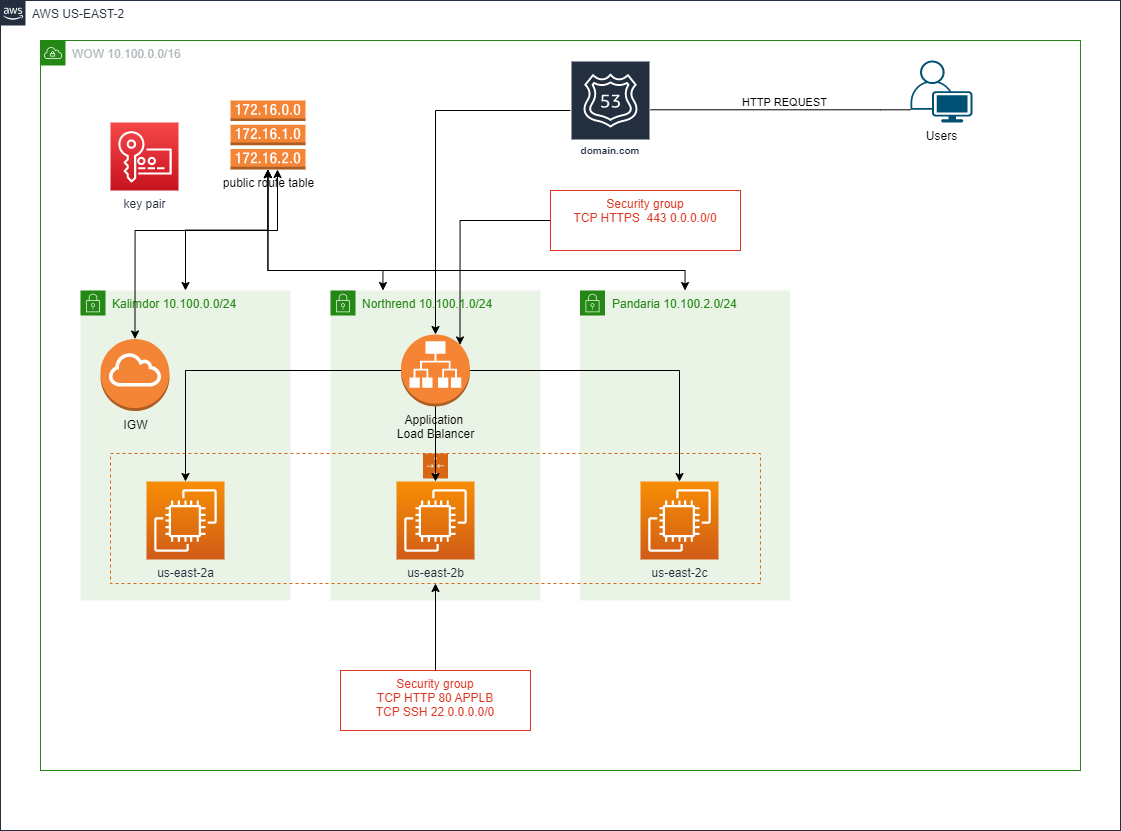 aws
AWS US-EAST-2
WOW 10.100.0.0/16
172.16.0.0
172.16.1.0
172.16.2.0
public route table
key pair
53
domain.com
HTTP REQUEST
Users
Security group
TCP HTTPS  443 0.0.0.0/0
Kalimdor 10.100.0.0/24
Northrend 10.100.1.0/24
Pandaria 10.100.2.0/24
IGW
Application
Load Balancer
us-east-2a
us-east-2b
us-east-2c
Security group
TCP HTTP 80 APPLB
TCP SSH 22 0.0.0.0/0